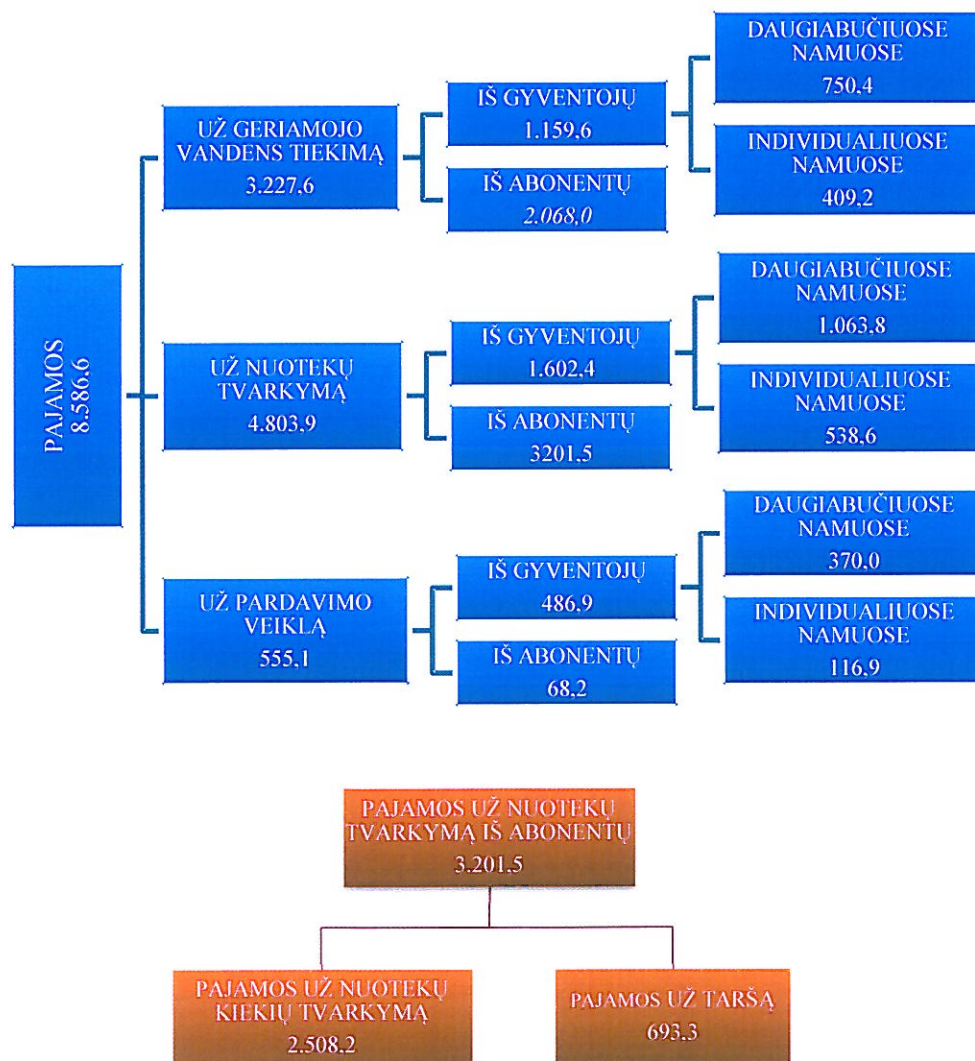 PAJAMOS
8.586,6
UŽ GERIAMOJO
VANDENS TIEKIMĄ
3.227,6
IŠ GYVENTOJŲ
1.159,6
DAUGIABUČIUOSE
NAMUOSE
750,4
INDIVIDUALIUOSE
NAMUOSE
409,2
IŠ ABONENTŲ
2.068,0
UŽ NUOTEKŲ
TVARKYMĄ
4.803,9
IŠ GYVENTOJŲ
1.602,4
DAUGIABUČIUOSE
NAMUOSE
1.063,8
INDIVIDUALIUOSE
NAMUOSE
538,6
IŠ ABONENTŲ
3201,5
UŽ PARDAVIMO
VEIKLĄ
555,1
IŠ GYVENTOJŲ
486,9
DAUGIABUČIUOSE
NAMUOSE
370,0
INDIVIDUALIUOSE
NAMUOSE
116,9
IŠ ABONENTŲ
68,2
PAJAMOS UŽ NUOTEKŲ
TVARKYMĄ IŠ ABONENTŲ
3.201,5
PAJAMOS UŽ NUOTEKŲ
KIEKIŲ TVARKYMĄ
2.508,2
PAJAMOS UŽ TARŠĄ
693,3